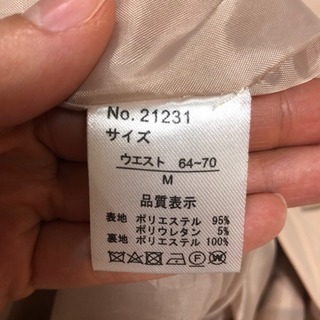 No. 21231
サイズ
ウエスト 64~70
M
品質表示
表地 ポリエステル 95%
ポリウレタン 5%
裏地 ポリエステル 100%